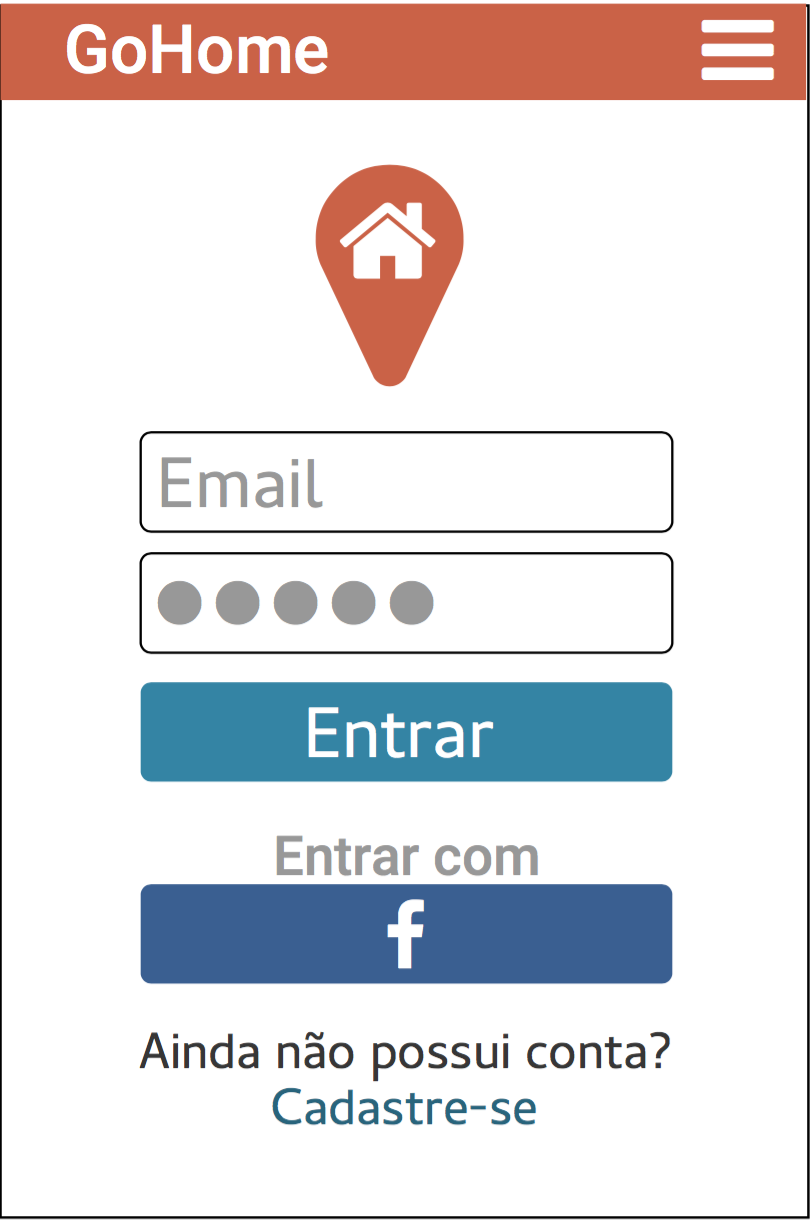 GoHome
Email
Entrar
Entrar com
f
Ainda não possui conta?
Cadastre-se